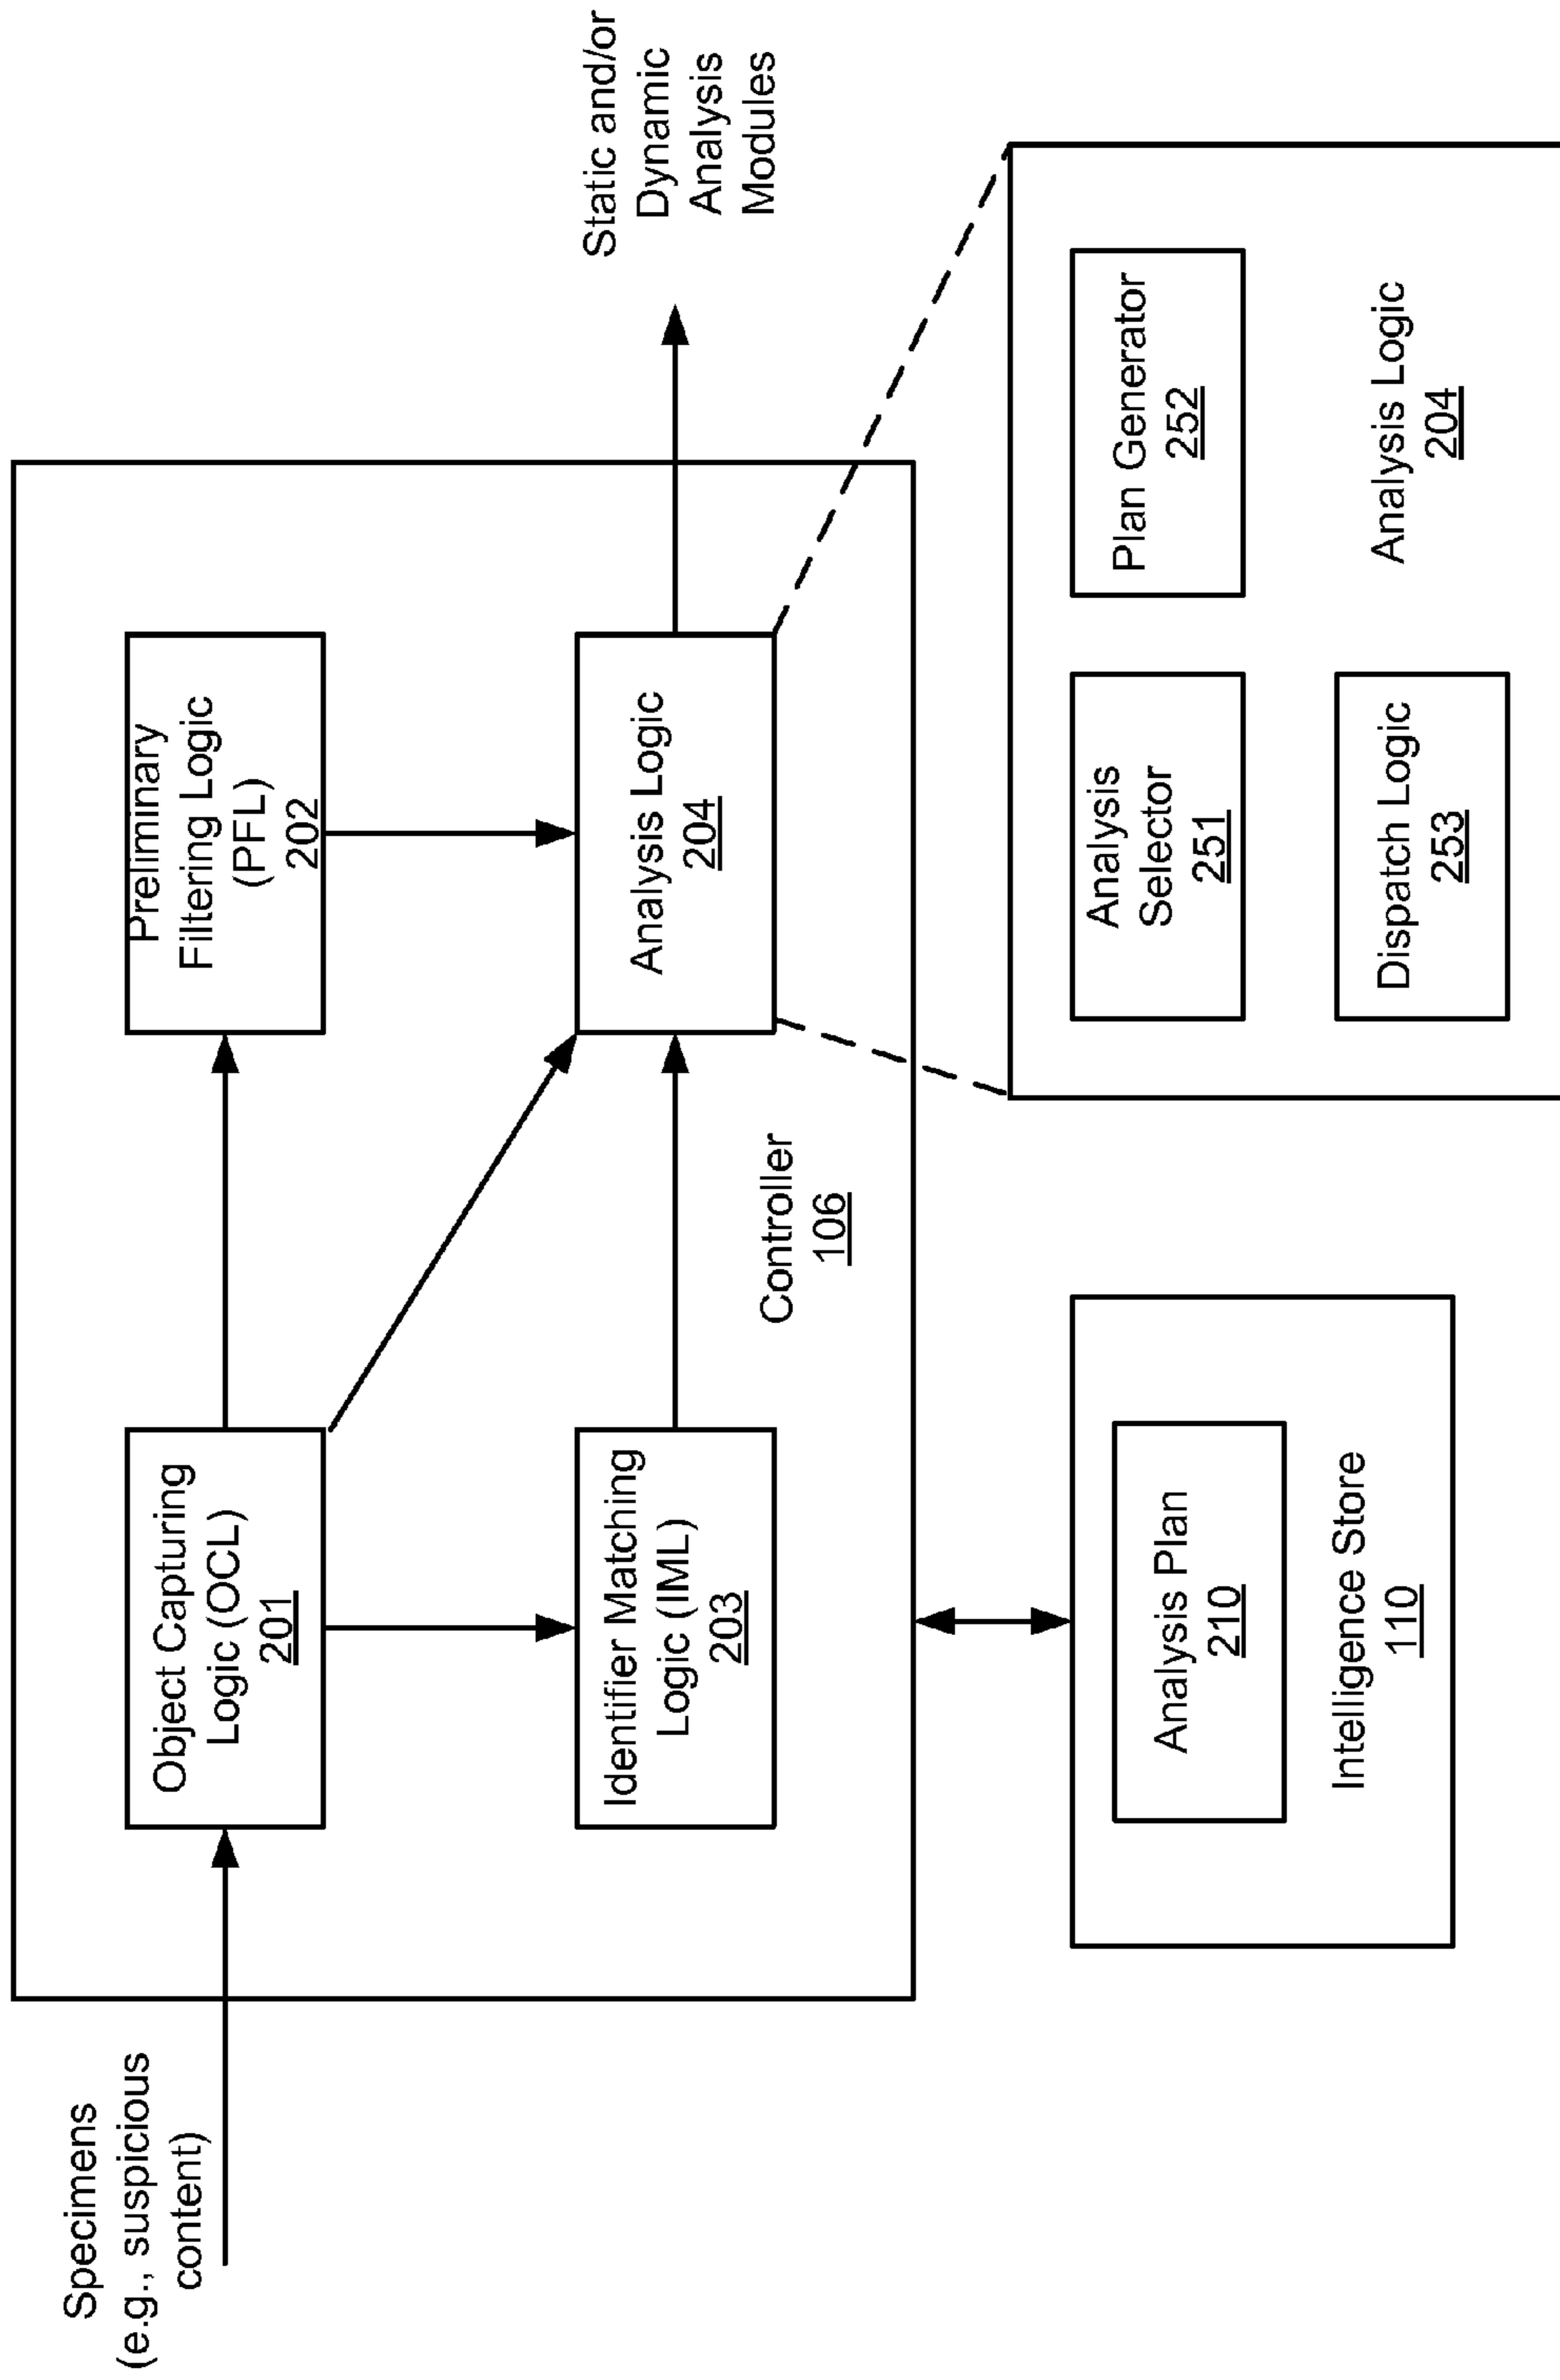 Specimens
(e.g., suspicious
content)
Object Capturing
Logic (OCL)
201
Preliminary
Filtering Logic
(PFL)
202
Identifier Matching
Logic (IML)
203
Analysis Logic
204
Static and/or
Dynamic
Analysis
Modules
Controller
106
Analysis Plan
210
Intelligence Store
110
Analysis
Selector
251
Plan Generator
252
Dispatch Logic
253
Analysis Logic
204